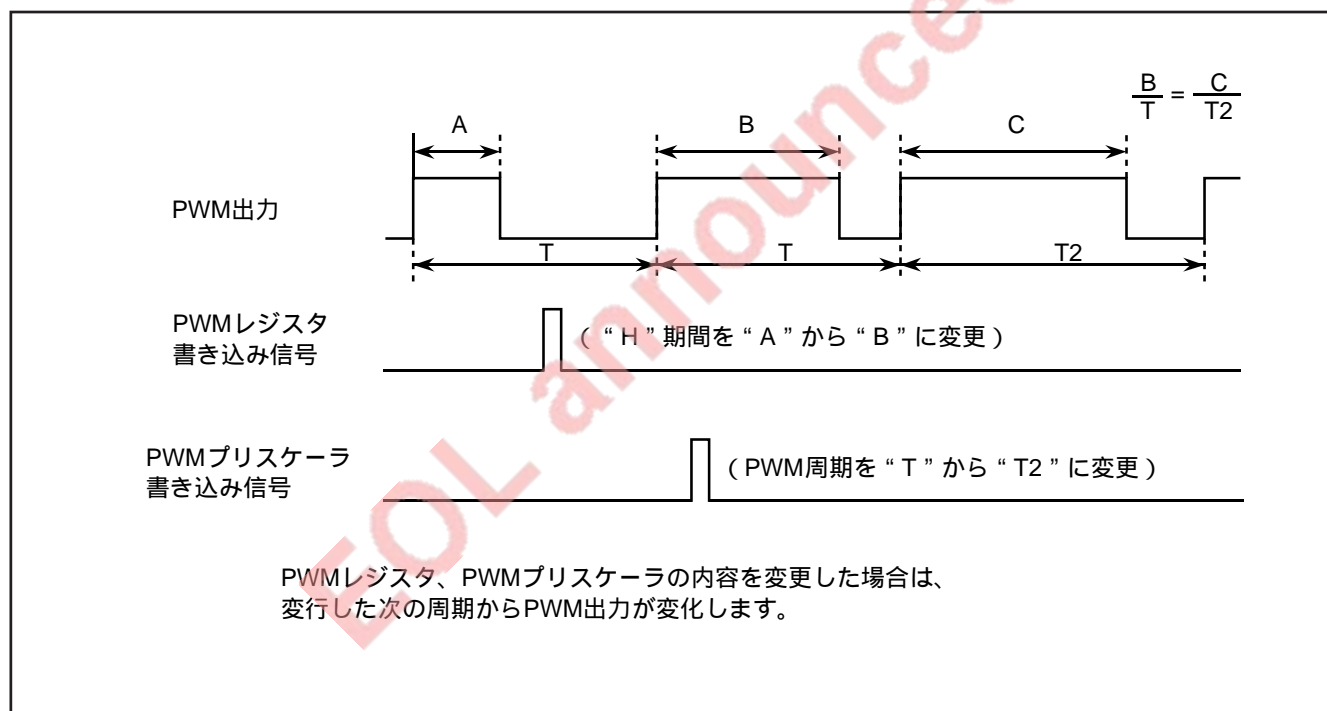 B/T = C/T2
A B C
PWM出力
T T T2
PWMレジスタ
書き込み信号
( “ H ” 期間を “ A ” から “ B ” に変更 )
PWMプリスケーラ
書き込み信号
( PWM周期を “ T ” から “ T2 ” に変更 )
PWMレジスタ、PWMプリスケーラの内容を変更した場合は、
変行した次の周期からPWM出力が変化します。
EOL announced